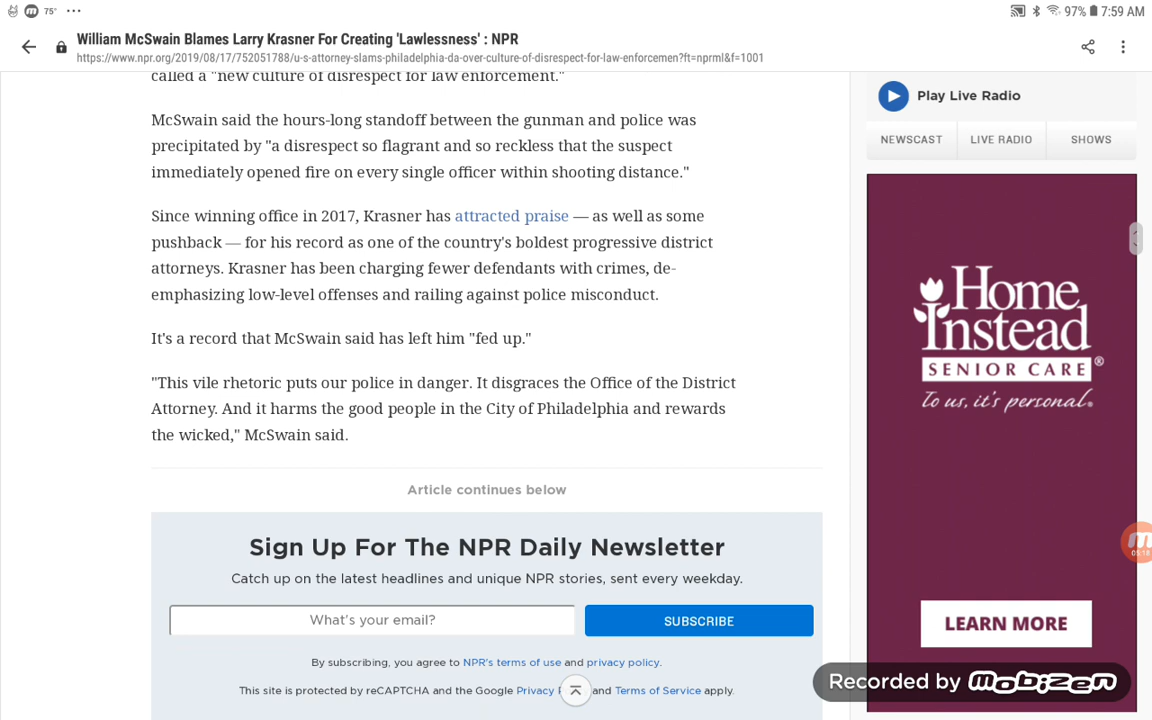 75° ... 97% 7:59 AM
William McSwain Blames Larry Krasner For Creating 'Lawlessness' : NPR
https://www.npr.org/2019/08/17/752051788/u-s-attorney-slams-philadelphia-da-over-culture-of-disrespect-for-law-enforcemen?ft=nprml&f=1001
called a "new culture of disrespect for law enforcement."
McSwain said the hours-long standoff between the gunman and police was
precipitated by "a disrespect so flagrant and so reckless that the suspect
immediately opened fire on every single officer within shooting distance."
Since winning office in 2017, Krasner has attracted praise — as well as some
pushback — for his record as one of the country's boldest progressive district
attorneys. Krasner has been charging fewer defendants with crimes, de-
emphasizing low-level offenses and railing against police misconduct.
It's a record that McSwain said has left him "fed up."
"This vile rhetoric puts our police in danger. It disgraces the Office of the District
Attorney. And it harms the good people in the City of Philadelphia and rewards
the wicked," McSwain said.
Article continues below
Sign Up For The NPR Daily Newsletter
Catch up on the latest headlines and unique NPR stories, sent every weekday.
What's your email?
SUBSCRIBE
By subscribing, you agree to NPR's terms of use and privacy policy.
This site is protected by reCAPTCHA and the Google Privacy and Terms of Service apply.
Play Live Radio
NEWSCAST LIVE RADIO SHOWS
Home
Instead
SENIOR CARE ®
To us, it's personal.
LEARN MORE
05:18
Recorded by mobizen